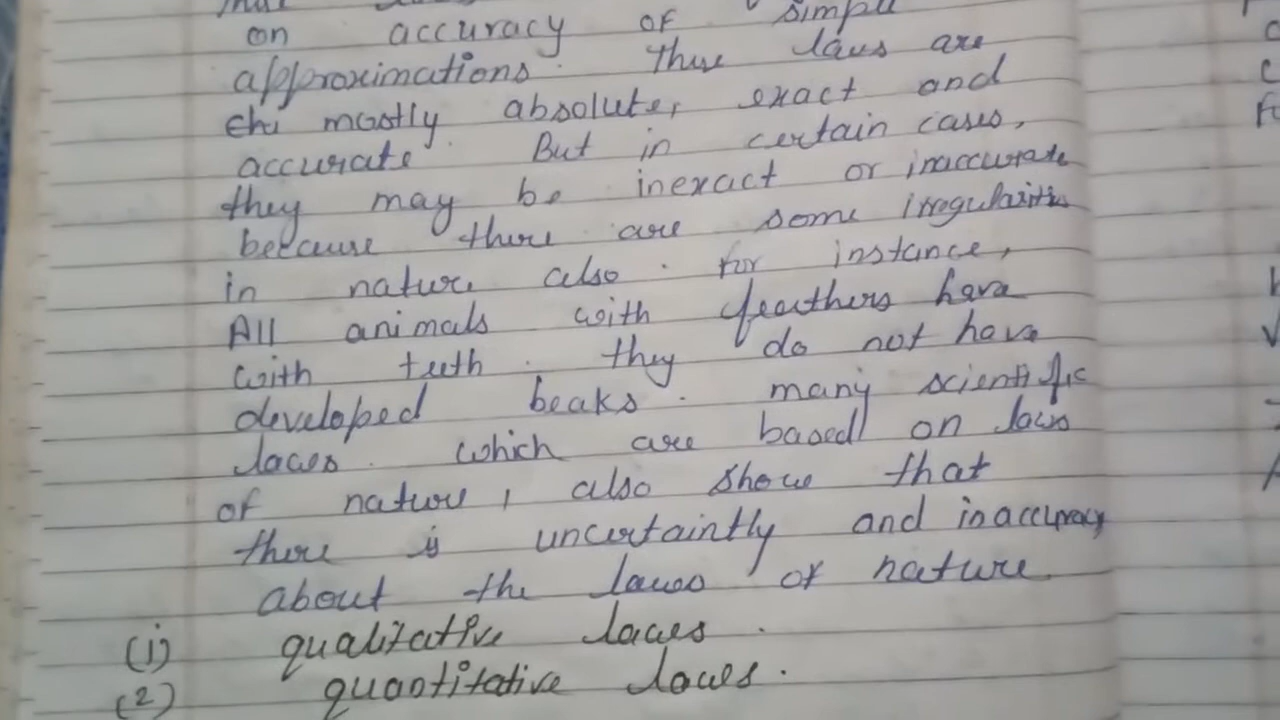 on accuracy of simple
approximations. These laws are
mostly absolute, exact and
accurate. But in certain cases,
they may be inexact or inaccurate
because there are some irregularities
in nature also. for instance,
All animals with feathers have
with teeth. they do not have
developed beaks. many scientific
laws. which are based on laws
of nature, also show that
there is uncertaintly and inaccuracy
about the laws of nature.
(i) qualitative laws.
(2) quantitative laws.